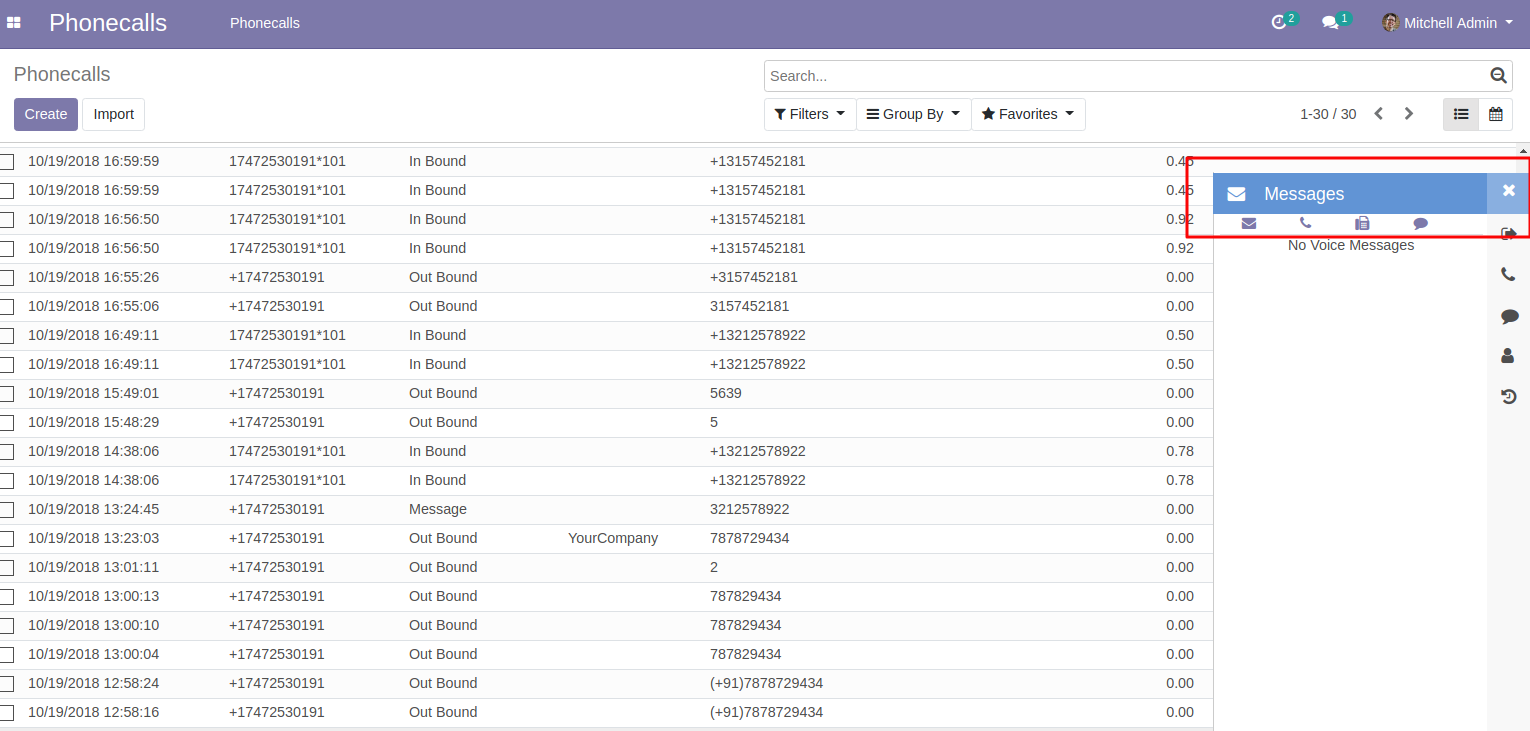 Phonecalls Phonecalls 2 1 Mitchell Admin
Phonecalls Search...
Create Import Filters Group By Favorites 1-30 / 30
10/19/2018 16:59:59 17472530191*101 In Bound +13157452181 0.45
Messages
10/19/2018 16:59:59 17472530191*101 In Bound +13157452181 0.45
10/19/2018 16:56:50 17472530191*101 In Bound +13157452181 0.92
No Voice Messages
10/19/2018 16:56:50 17472530191*101 In Bound +13157452181 0.92
10/19/2018 16:55:26 +17472530191 Out Bound +3157452181 0.00
10/19/2018 16:55:06 +17472530191 Out Bound 3157452181 0.00
10/19/2018 16:49:11 17472530191*101 In Bound +13212578922 0.50
10/19/2018 16:49:11 17472530191*101 In Bound +13212578922 0.50
10/19/2018 15:49:01 +17472530191 Out Bound 5639 0.00
10/19/2018 15:48:29 +17472530191 Out Bound 5 0.00
10/19/2018 14:38:06 17472530191*101 In Bound +13212578922 0.78
10/19/2018 14:38:06 17472530191*101 In Bound +13212578922 0.78
10/19/2018 13:24:45 +17472530191 Message 3212578922 0.00
10/19/2018 13:23:03 +17472530191 Out Bound YourCompany 7878729434 0.00
10/19/2018 13:01:11 +17472530191 Out Bound 2 0.00
10/19/2018 13:00:13 +17472530191 Out Bound 787829434 0.00
10/19/2018 13:00:10 +17472530191 Out Bound 787829434 0.00
10/19/2018 13:00:04 +17472530191 Out Bound 787829434 0.00
10/19/2018 12:58:24 +17472530191 Out Bound (+91)7878729434 0.00
10/19/2018 12:58:16 +17472530191 Out Bound (+91)7878729434 0.00